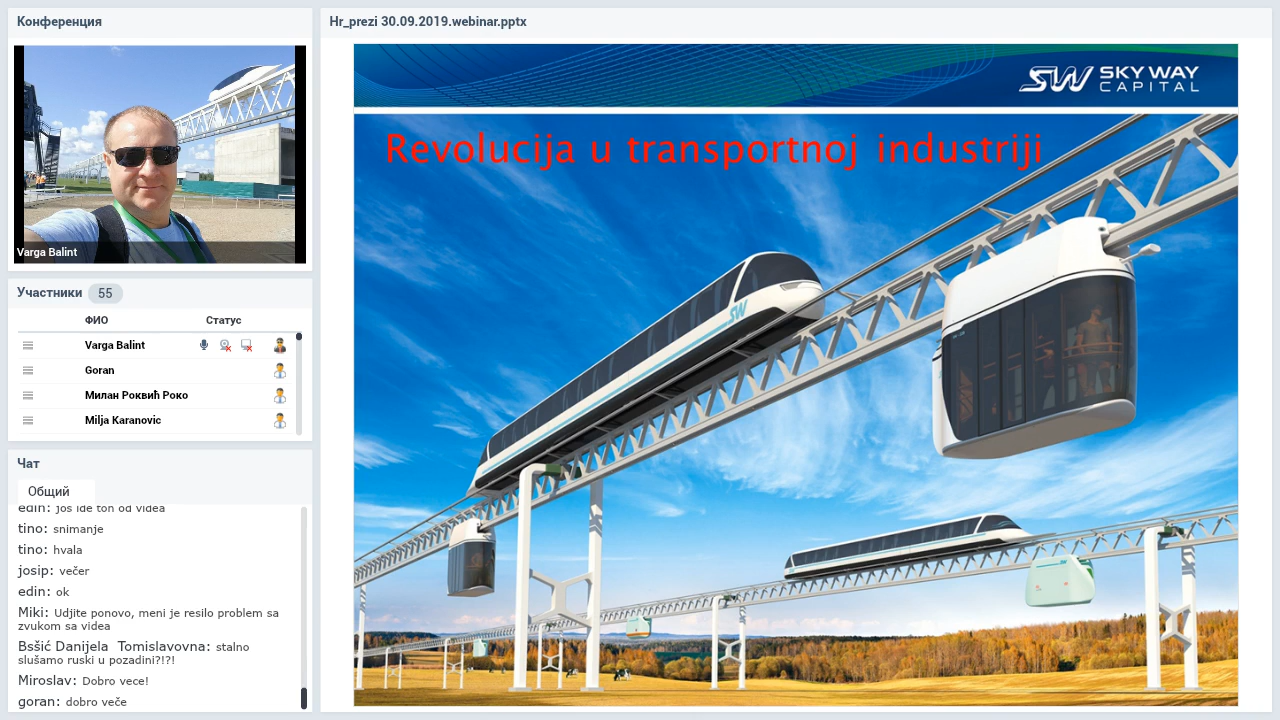 Конференция
Varga Balint
Участники 55
ФИО Статус
Varga Balint
Goran
Милан Роквић Роко
Milja Karanovic
Чат
Общий
edin: jos ide ton od videa
tino: snimanje
tino: hvala
josip: večer
edin: ok
Miki: Udjite ponovo, meni je resilo problem sa
zvukom sa videa
Bsšić Danijela Tomislavovna: stalno
slušamo ruski u pozadini?!?!
Miroslav: Dobro vece!
goran: dobro veče
Hr_prezi 30.09.2019.webinar.pptx
SW SKY WAY
CAPITAL
Revolucija u transportnoj industriji
SW